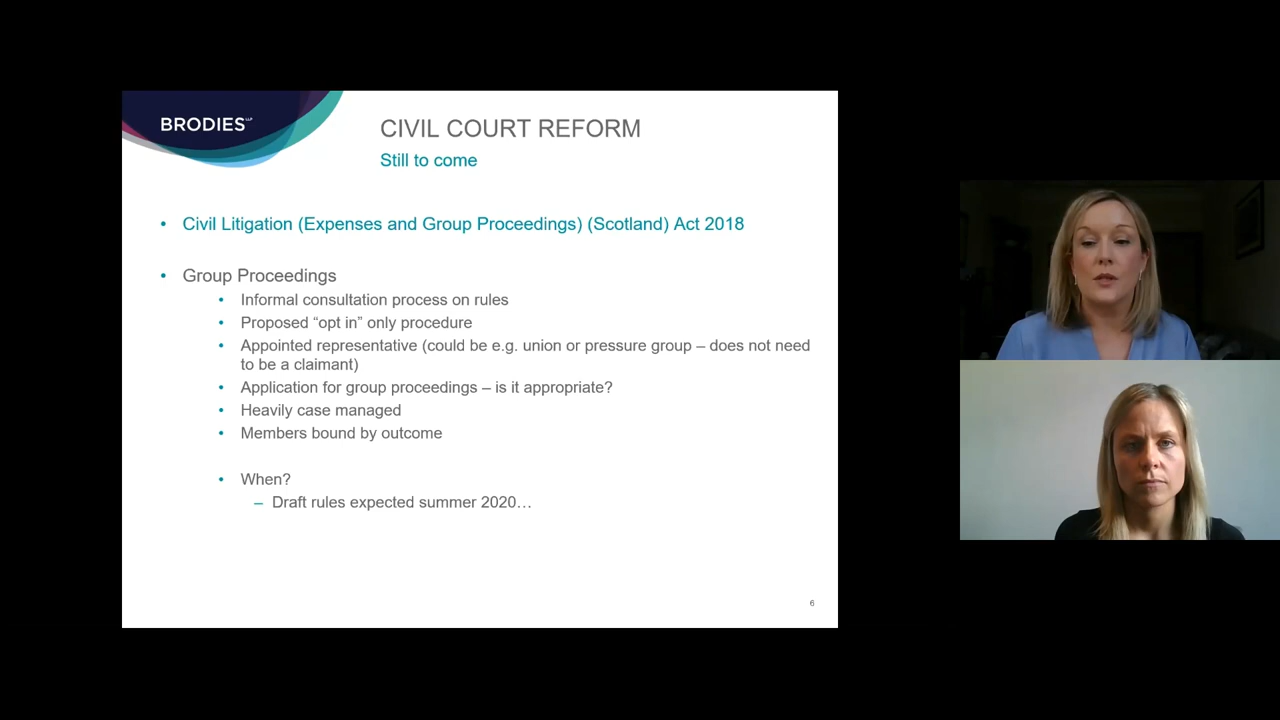 BRODIES LLP
CIVIL COURT REFORM
Still to come
• Civil Litigation (Expenses and Group Proceedings) (Scotland) Act 2018
• Group Proceedings
• Informal consultation process on rules
• Proposed “opt in” only procedure
• Appointed representative (could be e.g. union or pressure group – does not need
to be a claimant)
• Application for group proceedings – is it appropriate?
• Heavily case managed
• Members bound by outcome
• When?
– Draft rules expected summer 2020…
6